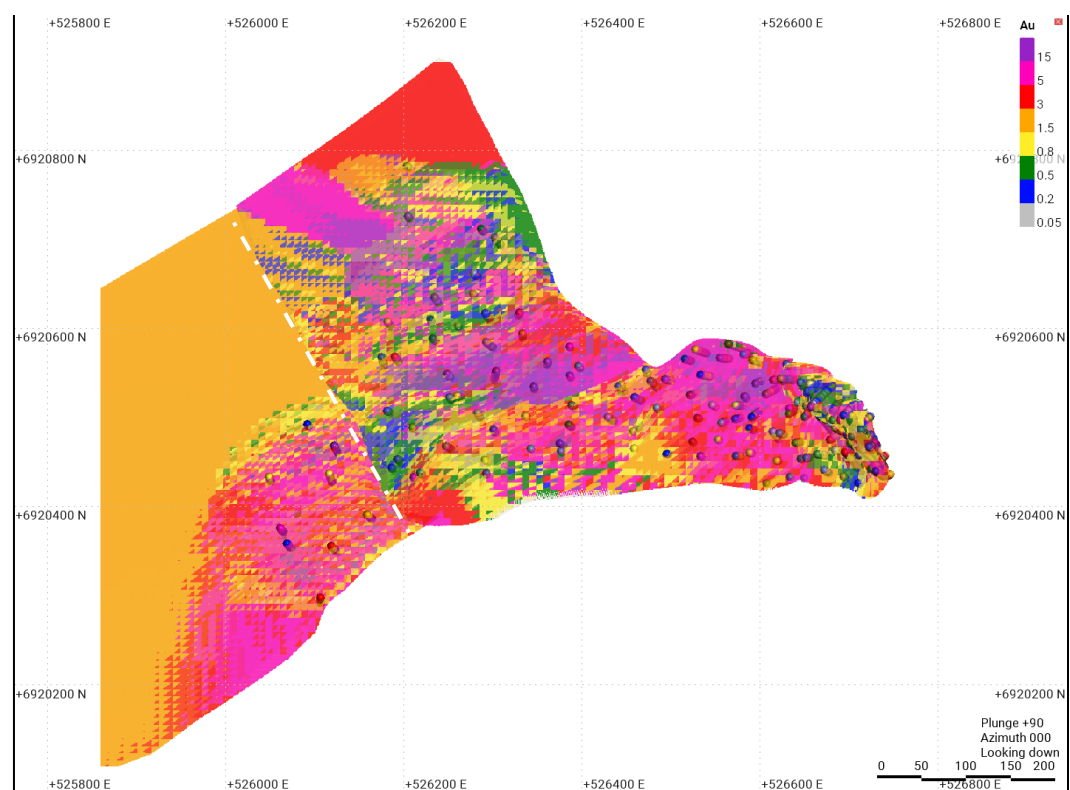 +525800 E
+526000 E
+526200 E
+526400 E
+526600 E
+526800 E
Au
15
5
3
1.5
0.8
0.5
0.2
0.05
+6920800 N
+6920800 N
+6920600 N
+6920600 N
+6920400 N
+6920400 N
+6920200 N
+6920200 N
Plunge +90
Azimuth 000
Looking down
0 50 100 150 200
+525800 E
+526000 E
+526200 E
+526400 E
+526600 E
+526800 E